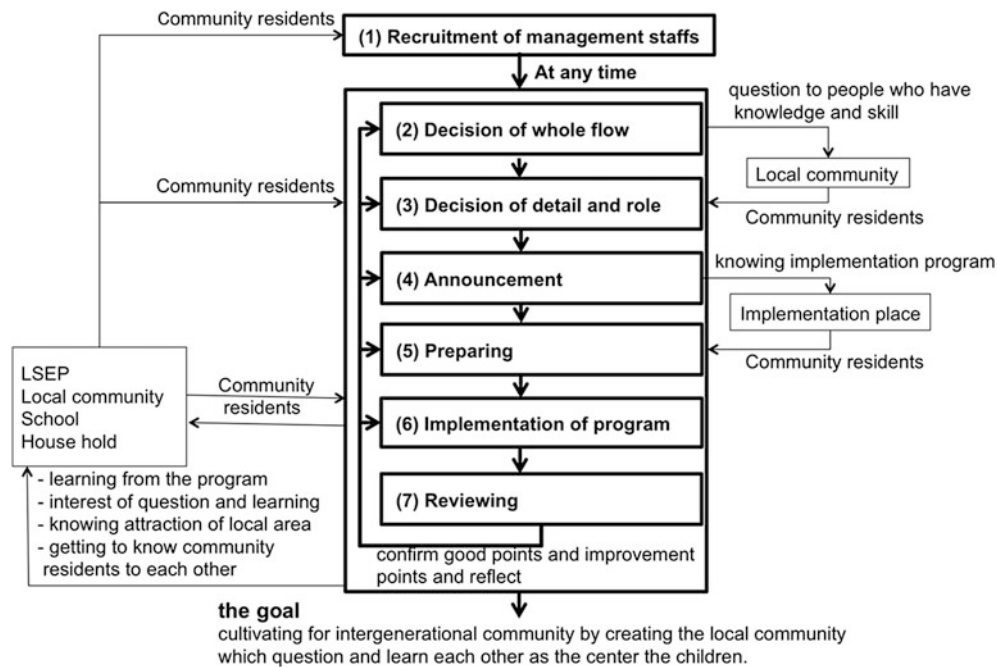 Community residents
(1) Recruitment of management staffs
At any time
question to people who have
knowledge and skill
(2) Decision of whole flow
Local community
Community residents
Community residents
(3) Decision of detail and role
knowing implementation program
(4) Announcement
Implementation place
Community residents
(5) Preparing
LSEP
Local community
School
House hold
Community
residents
(6) Implementation of program
- learning from the program
- interest of question and learning
- knowing attraction of local area
- getting to know community
residents to each other
(7) Reviewing
confirm good points and improvement
points and reflect
the goal
cultivating for intergenerational community by creating the local community
which question and learn each other as the center the children.